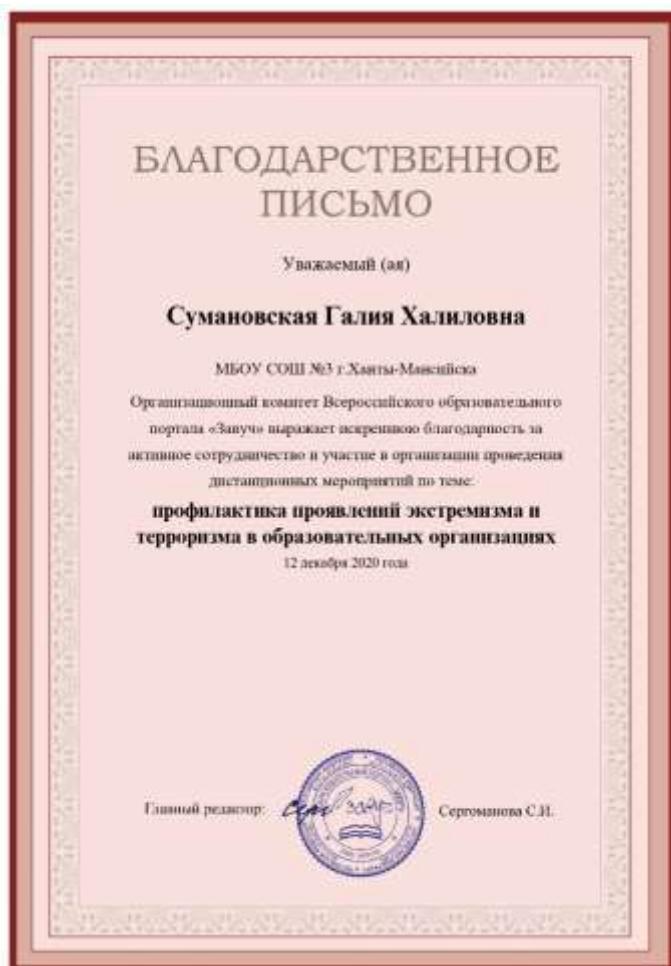 БЛАГОДАРСТВЕННОЕ
ПИСЬМО
Уважаемый (ая)
Сумановская Галия Халиловна
МБОУ СОШ №3 г.Ханты-Мансийска
Организационный комитет Всероссийского образовательного
портала «Завуч» выражает искреннюю благодарность за
активное сотрудничество и участие в организации проведения
дистанционных мероприятий по теме:
профилактика проявлений экстремизма и
терроризма в образовательных организациях
12 декабря 2020 года
Главный редактор:
Сергоманова С.И.